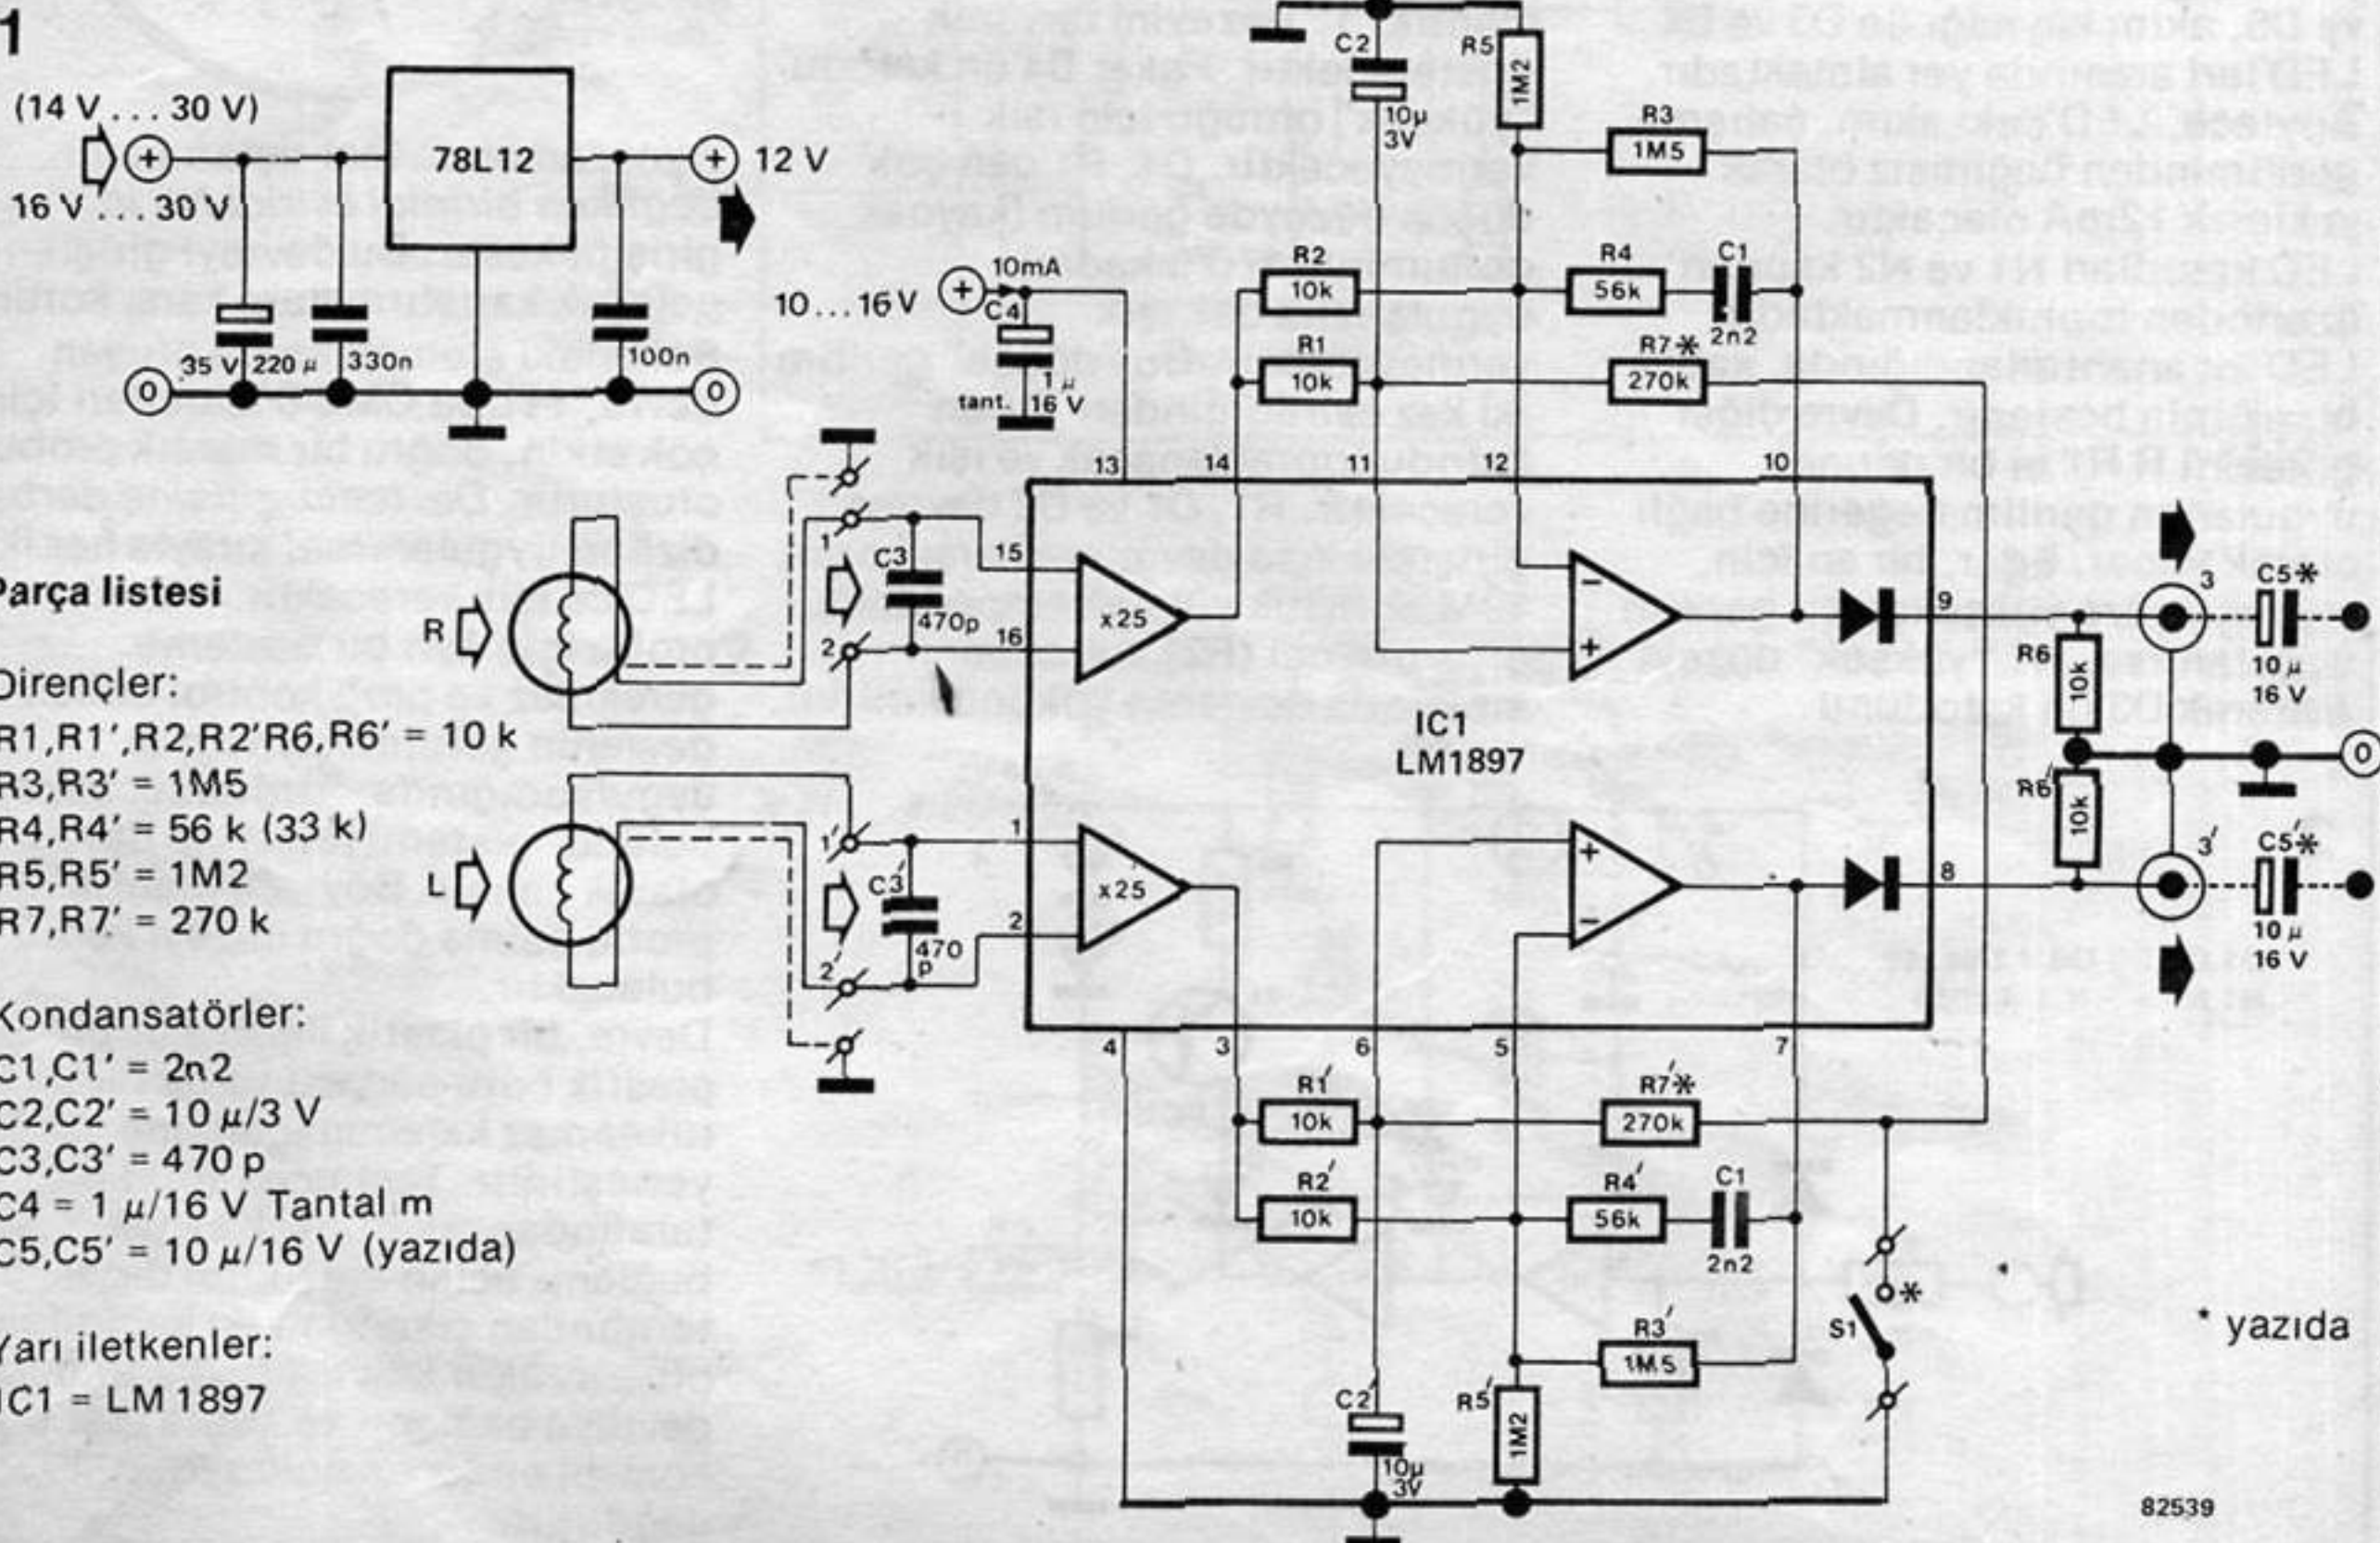 1
(14 V... 30 V)
16 V... 30 V
78L12
12 V
35 V
220 µ
330n
100n
0
0
10...16 V
10mA
C4
1 µ
tant. 16 V
C2
10µ
3V
R5
1M2
R3
1M5
R2
10k
R4
56k
C1
2n2
R1
10k
R7*
270k
13
14
11
12
10
Parça listesi
Dirençler:
R1,R1',R2,R2'R6,R6' = 10 k
R3,R3' = 1M5
R4,R4' = 56 k (33 k)
R5,R5' = 1M2
R7,R7' = 270 k
Kondansatörler:
C1,C1' = 2n2
C2,C2' = 10 µ/3 V
C3,C3' = 470 p
C4 = 1 µ/16 V Tantal m
C5,C5' = 10 µ/16 V (yazıda)
Yarı iletkenler:
IC1 = LM 1897
R
1
2
C3
470p
15
16
x25
L
1'
2'
C3'
470
p
1
2
x25
IC1
LM1897
9
8
R6
10k
R6'
10k
3
C5*
10 µ
16 V
0
3'
C5'*
10 µ
16 V
4
3
6
5
7
R1'
10k
R7'*
270k
R2'
10k
R4'
56k
C1
2n2
R3'
1M5
C2'
10µ
3V
R5'
1M2
S1
*
* yazıda
82539